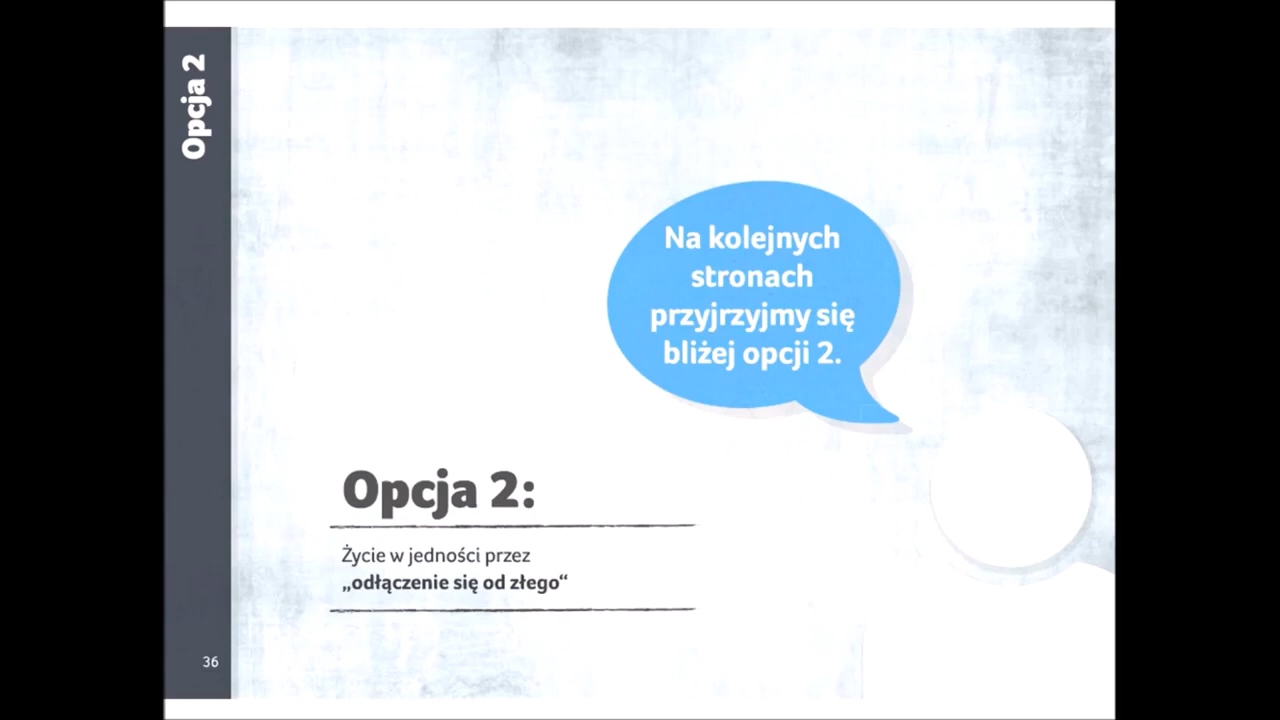 Opcja 2
Na kolejnych
stronach
przyjrzyjmy się
bliżej opcji 2.
Opcja 2:
Życie w jedności przez
„odłączenie się od złego“
36